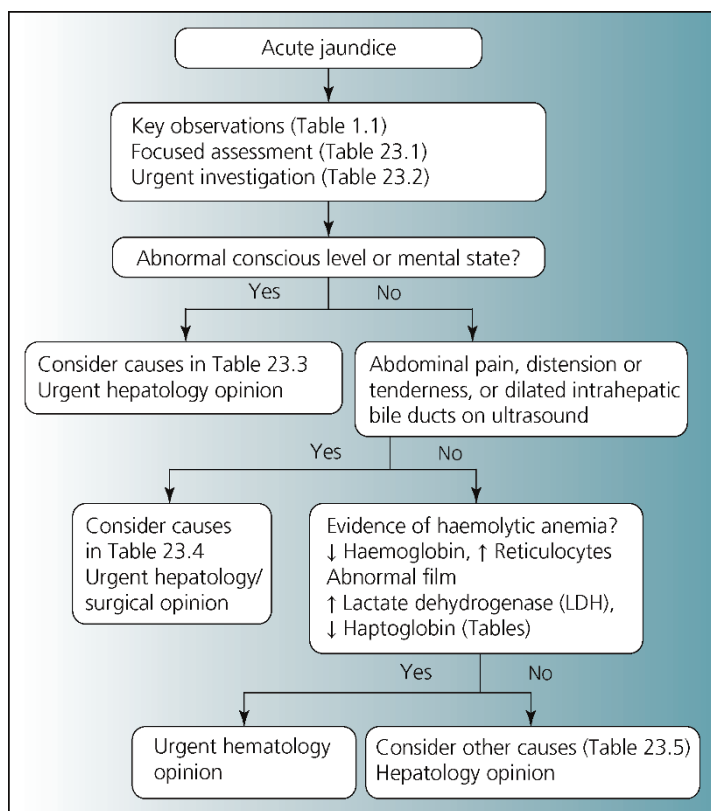 Acute jaundice
Key observations (Table 1.1)
Focused assessment (Table 23.1)
Urgent investigation (Table 23.2)
Abnormal conscious level or mental state?
Yes
No
Consider causes in Table 23.3
Urgent hepatology opinion
Abdominal pain, distension or
tenderness, or dilated intrahepatic
bile ducts on ultrasound
Yes
No
Consider causes
in Table 23.4
Urgent hepatology/
surgical opinion
Evidence of haemolytic anemia?
↓ Haemoglobin, ↑ Reticulocytes
Abnormal film
↑ Lactate dehydrogenase (LDH),
↓ Haptoglobin (Tables)
Yes
No
Urgent hematology
opinion
Consider other causes (Table 23.5)
Hepatology opinion